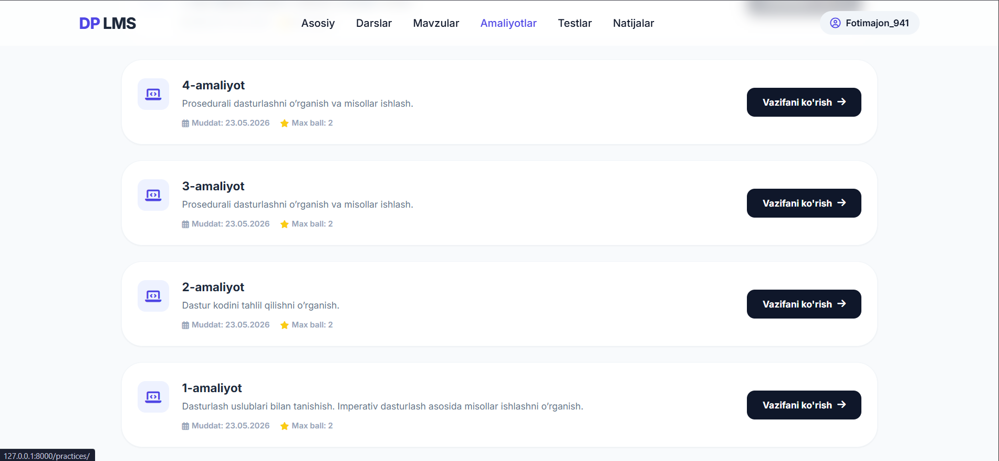 DP LMS
Asosiy
Darslar
Mavzular
Amaliyotlar
Testlar
Natijalar
Fotimajon_941
4-amaliyot
Prosedurali dasturlashni o’rganish va misollar ishlash.
Muddat: 23.05.2026
Max ball: 2
Vazifani ko'rish →
3-amaliyot
Prosedurali dasturlashni o’rganish va misollar ishlash.
Muddat: 23.05.2026
Max ball: 2
Vazifani ko'rish →
2-amaliyot
Dastur kodini tahlil qilishni o’rganish.
Muddat: 23.05.2026
Max ball: 2
Vazifani ko'rish →
1-amaliyot
Dasturlash uslublari bilan tanishish. Imperativ dasturlash asosida misollar ishlashni o’rganish.
Muddat: 23.05.2026
Max ball: 2
Vazifani ko'rish →
127.0.0.1:8000/practices/